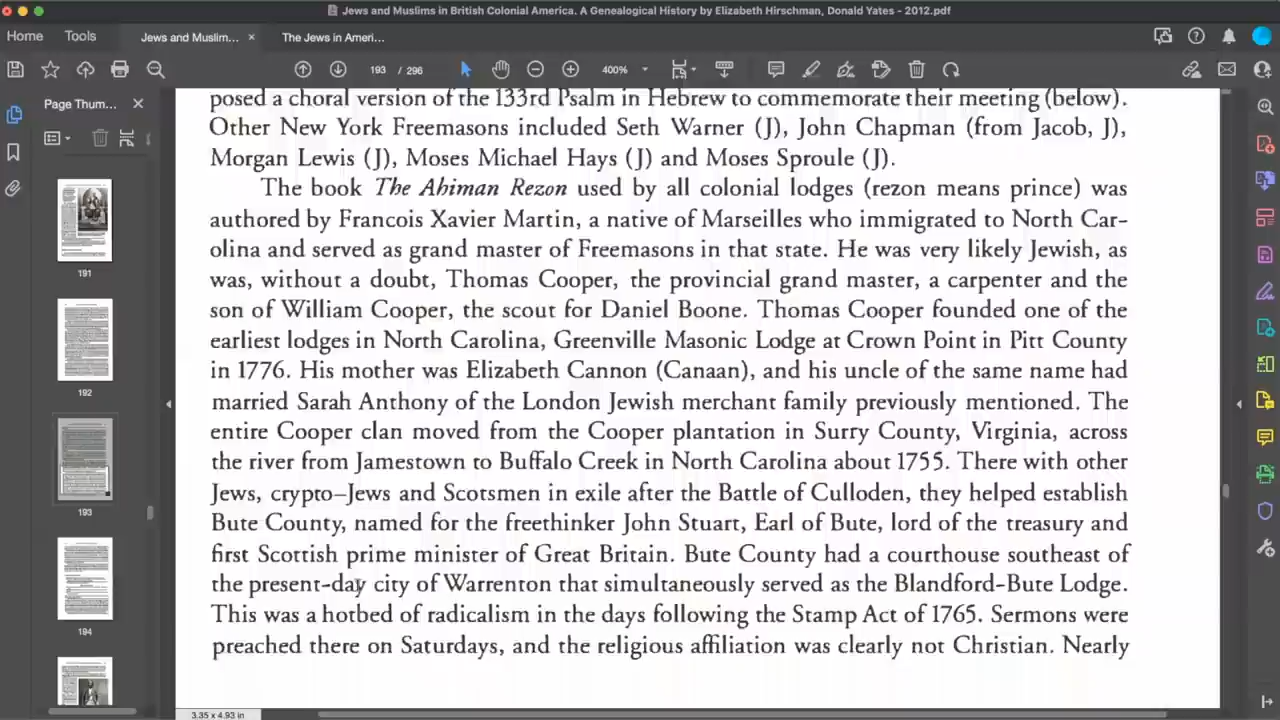 Jews and Muslims in British Colonial America. A Genealogical History by Elizabeth Hirschman, Donald Yates - 2012.pdf
Home Tools Jews and Muslim... × The Jews in Ameri...
193 / 296 400%
Page Thum...
191
192
193
194
posed a choral version of the 133rd Psalm in Hebrew to commemorate their meeting (below).
Other New York Freemasons included Seth Warner (J), John Chapman (from Jacob, J),
Morgan Lewis (J), Moses Michael Hays (J) and Moses Sproule (J).
The book The Ahiman Rezon used by all colonial lodges (rezon means prince) was
authored by Francois Xavier Martin, a native of Marseilles who immigrated to North Car-
olina and served as grand master of Freemasons in that state. He was very likely Jewish, as
was, without a doubt, Thomas Cooper, the provincial grand master, a carpenter and the
son of William Cooper, the scout for Daniel Boone. Thomas Cooper founded one of the
earliest lodges in North Carolina, Greenville Masonic Lodge at Crown Point in Pitt County
in 1776. His mother was Elizabeth Cannon (Canaan), and his uncle of the same name had
married Sarah Anthony of the London Jewish merchant family previously mentioned. The
entire Cooper clan moved from the Cooper plantation in Surry County, Virginia, across
the river from Jamestown to Buffalo Creek in North Carolina about 1755. There with other
Jews, crypto–Jews and Scotsmen in exile after the Battle of Culloden, they helped establish
Bute County, named for the freethinker John Stuart, Earl of Bute, lord of the treasury and
first Scottish prime minister of Great Britain. Bute County had a courthouse southeast of
the present-day city of Warrenton that simultaneously served as the Blandford-Bute Lodge.
This was a hotbed of radicalism in the days following the Stamp Act of 1765. Sermons were
preached there on Saturdays, and the religious affiliation was clearly not Christian. Nearly
3.35 x 4.93 in